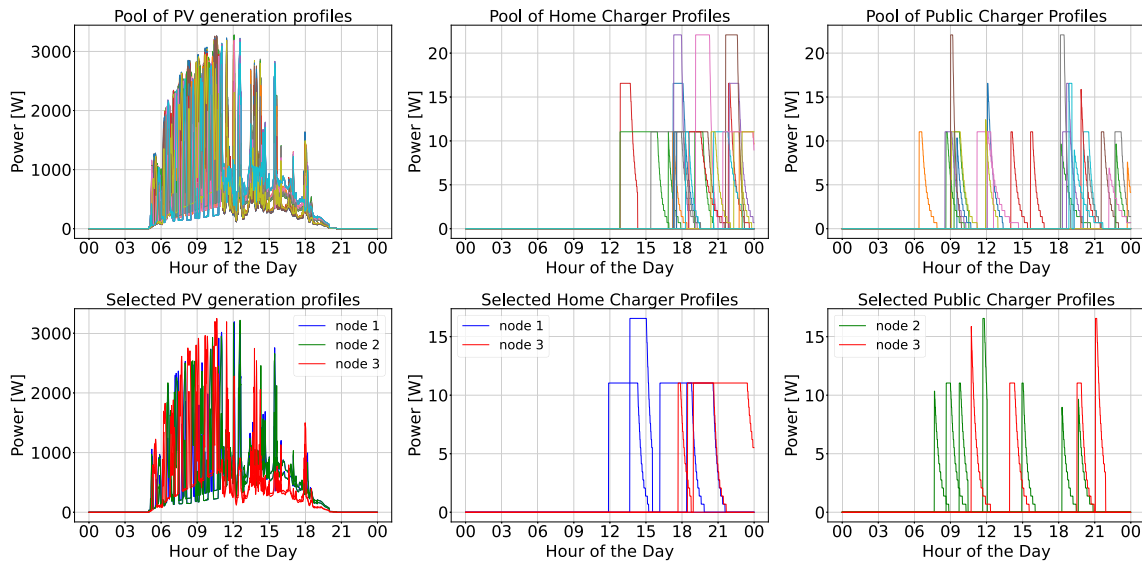 Pool of PV generation profiles
Power [W]
3000
2000
1000
0
00 03 06 09 12 15 18 21 00
Hour of the Day
Pool of Home Charger Profiles
Power [W]
20
15
10
5
0
00 03 06 09 12 15 18 21 00
Hour of the Day
Pool of Public Charger Profiles
Power [W]
20
15
10
5
0
00 03 06 09 12 15 18 21 00
Hour of the Day
Selected PV generation profiles
Power [W]
3000
2000
1000
0
node 1
node 2
node 3
00 03 06 09 12 15 18 21 00
Hour of the Day
Selected Home Charger Profiles
Power [W]
15
10
5
0
node 1
node 3
00 03 06 09 12 15 18 21 00
Hour of the Day
Selected Public Charger Profiles
Power [W]
15
10
5
0
node 2
node 3
00 03 06 09 12 15 18 21 00
Hour of the Day